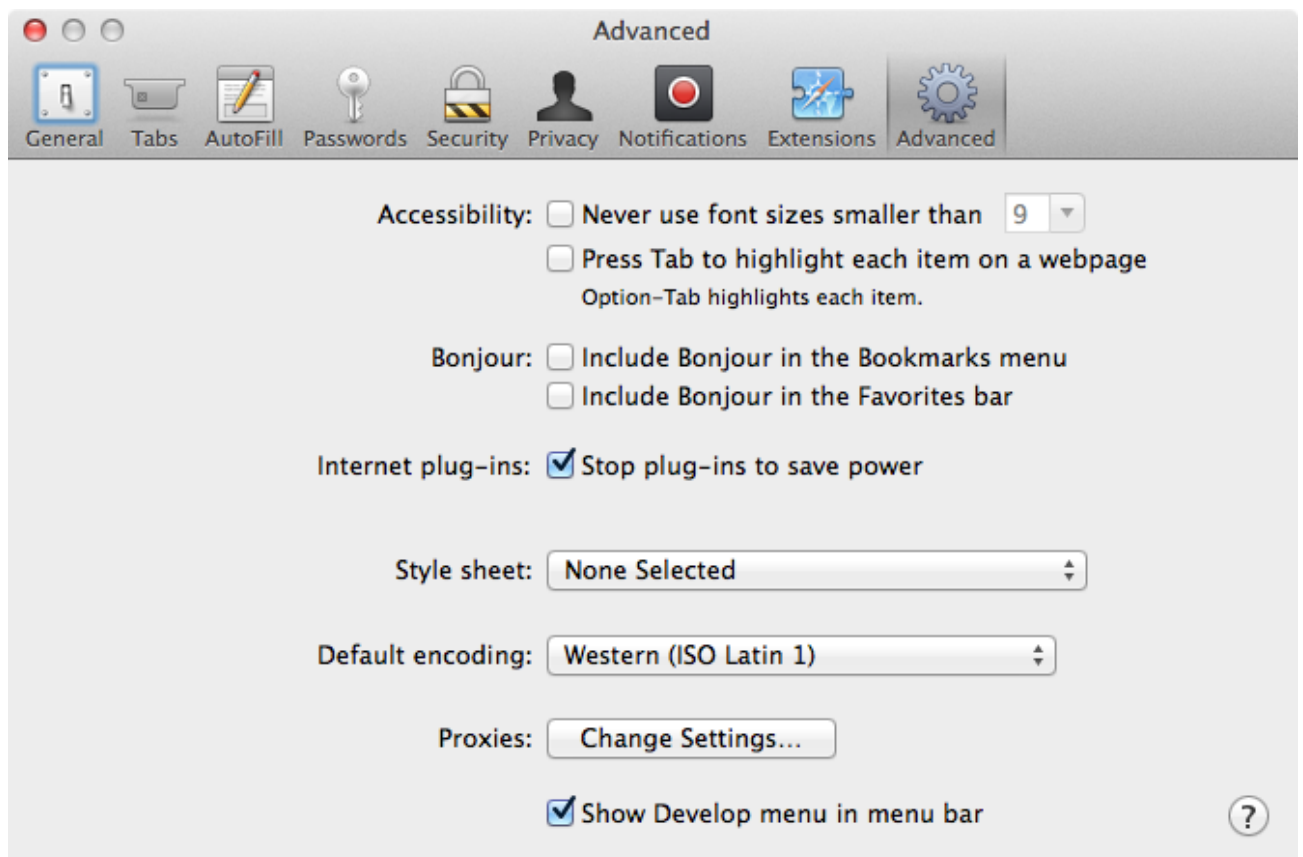 Advanced
General Tabs AutoFill Passwords Security Privacy Notifications Extensions Advanced
Accessibility: Never use font sizes smaller than 9
Press Tab to highlight each item on a webpage
Option-Tab highlights each item.
Bonjour: Include Bonjour in the Bookmarks menu
Include Bonjour in the Favorites bar
Internet plug-ins: Stop plug-ins to save power
Style sheet: None Selected
Default encoding: Western (ISO Latin 1)
Proxies: Change Settings...
Show Develop menu in menu bar ?